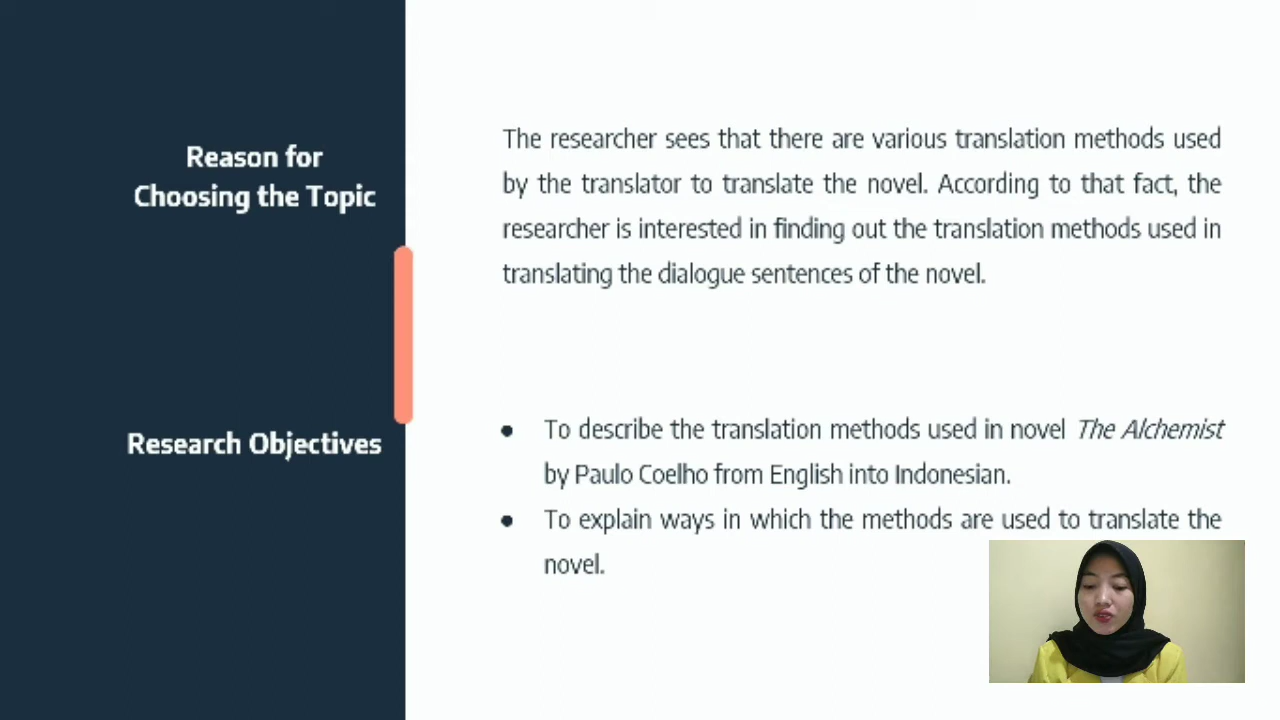 Reason for
Choosing the Topic
The researcher sees that there are various translation methods used
by the translator to translate the novel. According to that fact, the
researcher is interested in finding out the translation methods used in
translating the dialogue sentences of the novel.
Research Objectives
● To describe the translation methods used in novel The Alchemist
by Paulo Coelho from English into Indonesian.
● To explain ways in which the methods are used to translate the
novel.